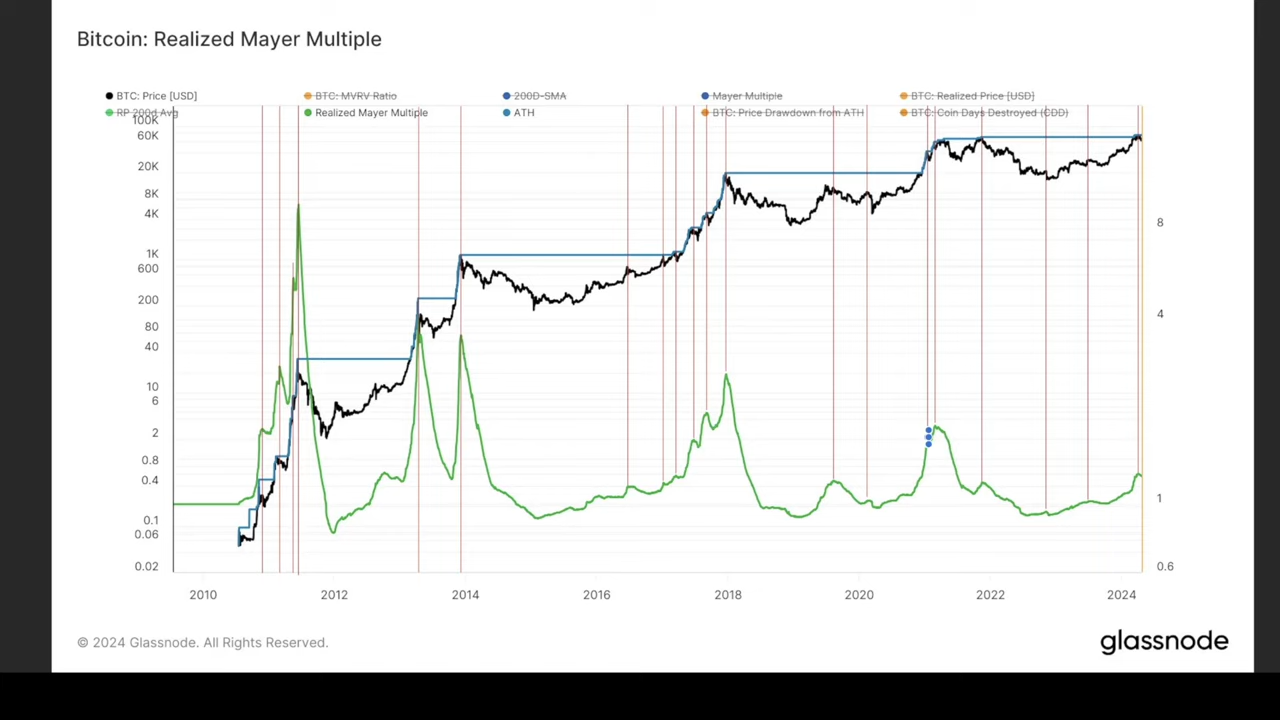 Bitcoin: Realized Mayer Multiple
BTC: Price [USD] BTC: MVRV Ratio 200D-SMA Mayer Multiple BTC: Realized Price [USD]
RP 200d Avg Realized Mayer Multiple ATH BTC: Price Drawdown from ATH BTC: Coin Days Destroyed (CDD)
100K
60K
20K
8K
4K
1K
600
200
80
40
10
6
2
0.8
0.4
0.1
0.06
0.02
8
4
1
0.6
2010 2012 2014 2016 2018 2020 2022 2024
© 2024 Glassnode. All Rights Reserved.
glassnode